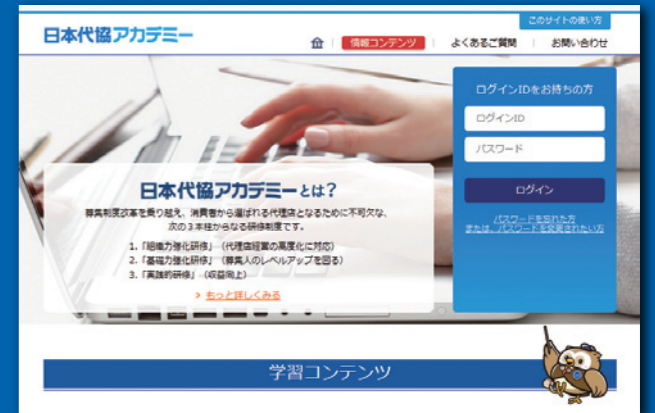 このサイトの使い方
日本代協アカデミー
情報コンテンツ
よくあるご質問
お問い合わせ
ログインIDをお持ちの方
ログインID
パスワード
ログイン
パスワードを忘れた方
または、パスワードを変更されたい方
日本代協アカデミーとは？
募集制度改革を乗り越え、消費者から選ばれる代理店となるために不可欠な、
次の3本柱からなる研修制度です。
1.「組織力強化研修」（代理店経営の高度化に対応）
2.「基礎力強化研修」（募集人のレベルアップを図る）
3.「実践的研修」（収益向上）
> もっと詳しくみる
学習コンテンツ